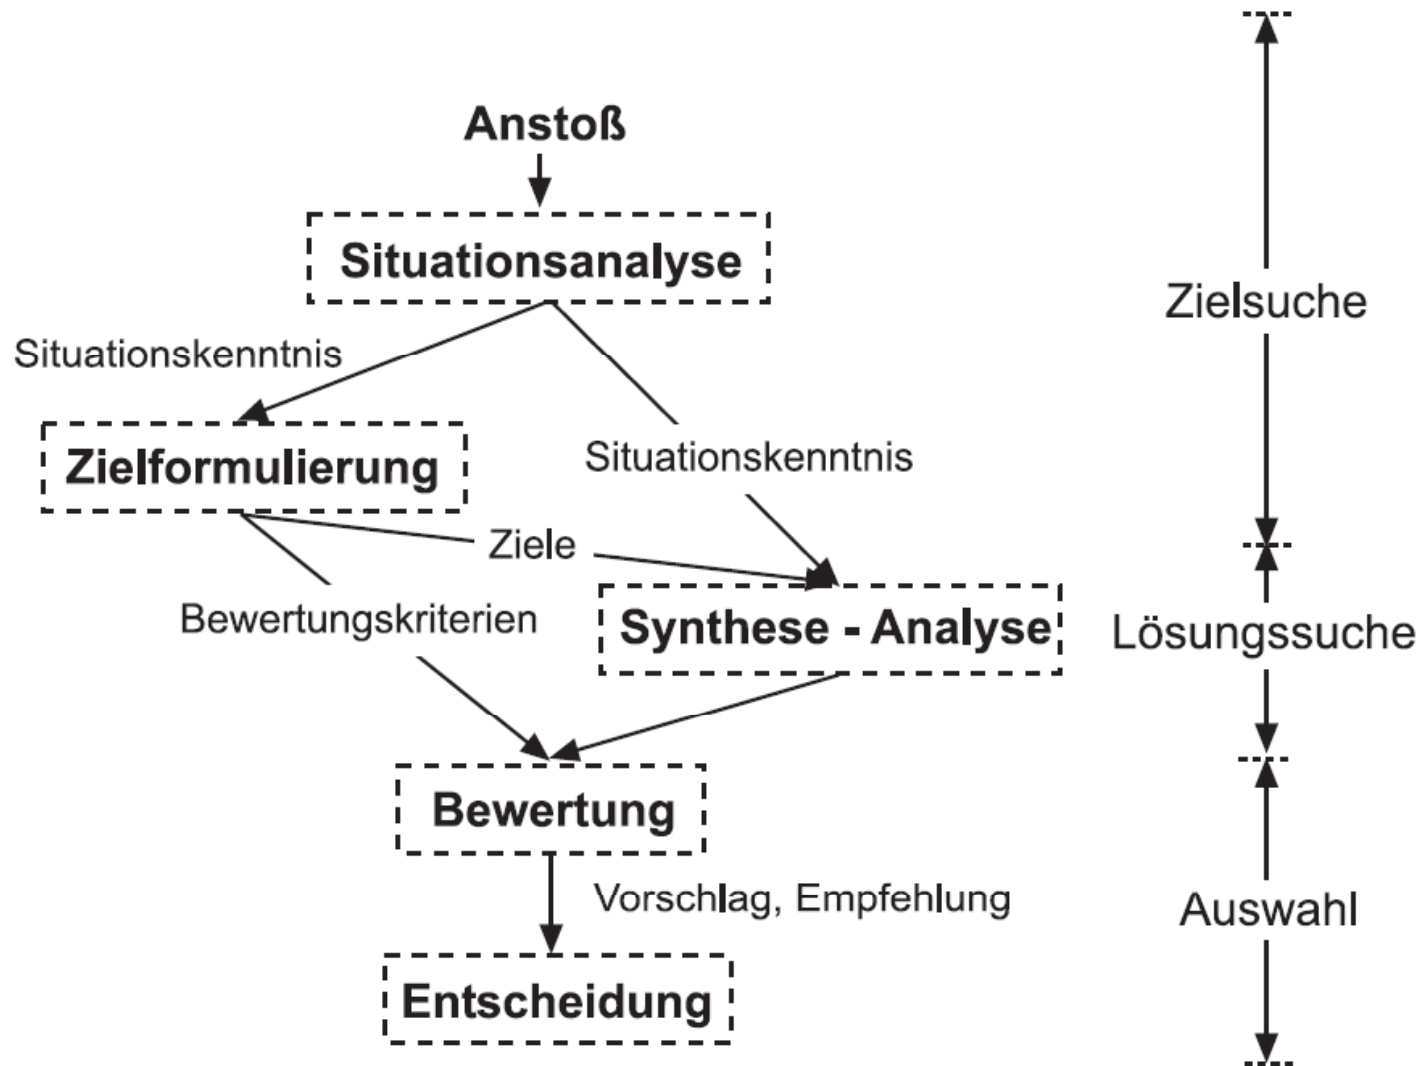 Anstoß
Situationsanalyse
Zielsuche
Situationskenntnis
Zielformulierung
Situationskenntnis
Ziele
Bewertungskriterien
Synthese - Analyse
Lösungssuche
Bewertung
Vorschlag, Empfehlung
Auswahl
Entscheidung